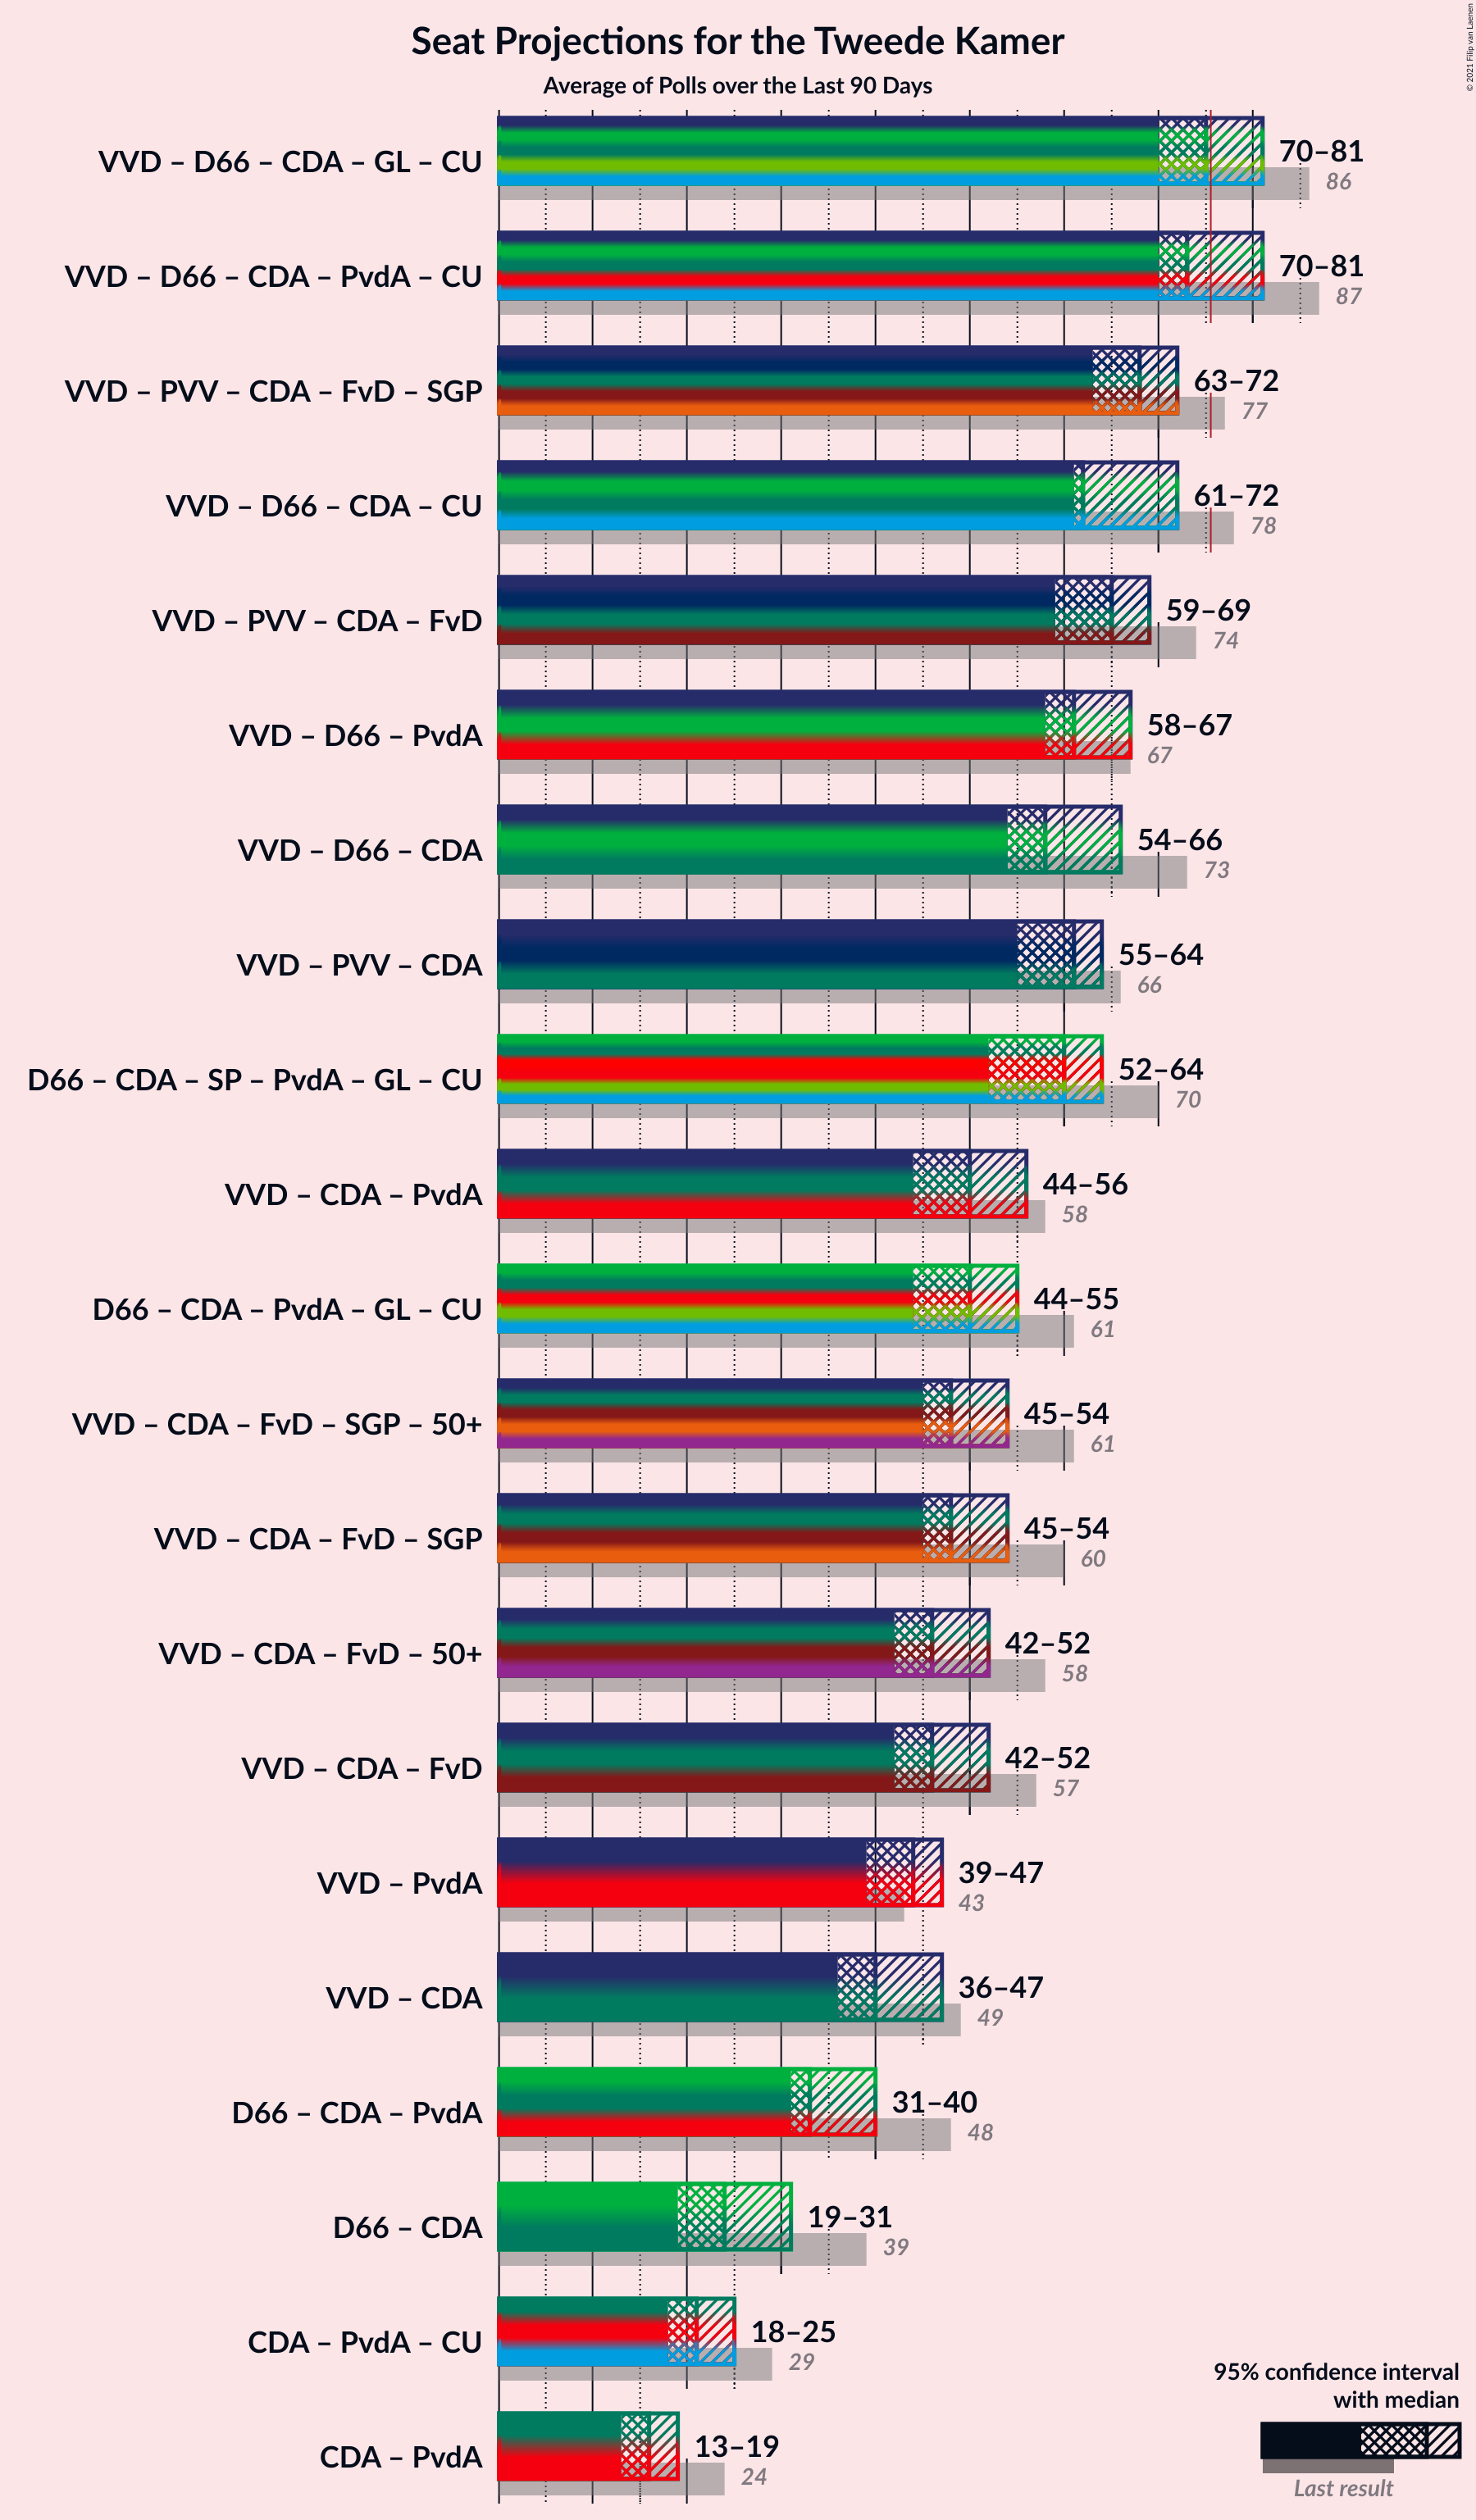 Seat Projections for the Tweede Kamer
Average of Polls over the Last 90 Days
© 2021 Filip van Laenen
VVD – D66 – CDA – GL – CU
70–81
86
VVD – D66 – CDA – PvdA – CU
70–81
87
VVD – PVV – CDA – FvD – SGP
63–72
77
VVD – D66 – CDA – CU
61–72
78
VVD – PVV – CDA – FvD
59–69
74
VVD – D66 – PvdA
58–67
67
VVD – D66 – CDA
54–66
73
VVD – PVV – CDA
55–64
66
D66 – CDA – SP – PvdA – GL – CU
52–64
70
VVD – CDA – PvdA
44–56
58
D66 – CDA – PvdA – GL – CU
44–55
61
VVD – CDA – FvD – SGP – 50+
45–54
61
VVD – CDA – FvD – SGP
45–54
60
VVD – CDA – FvD – 50+
42–52
58
VVD – CDA – FvD
42–52
57
VVD – PvdA
39–47
43
VVD – CDA
36–47
49
D66 – CDA – PvdA
31–40
48
D66 – CDA
19–31
39
CDA – PvdA – CU
18–25
29
CDA – PvdA
13–19
24
95% confidence interval
with median
Last result